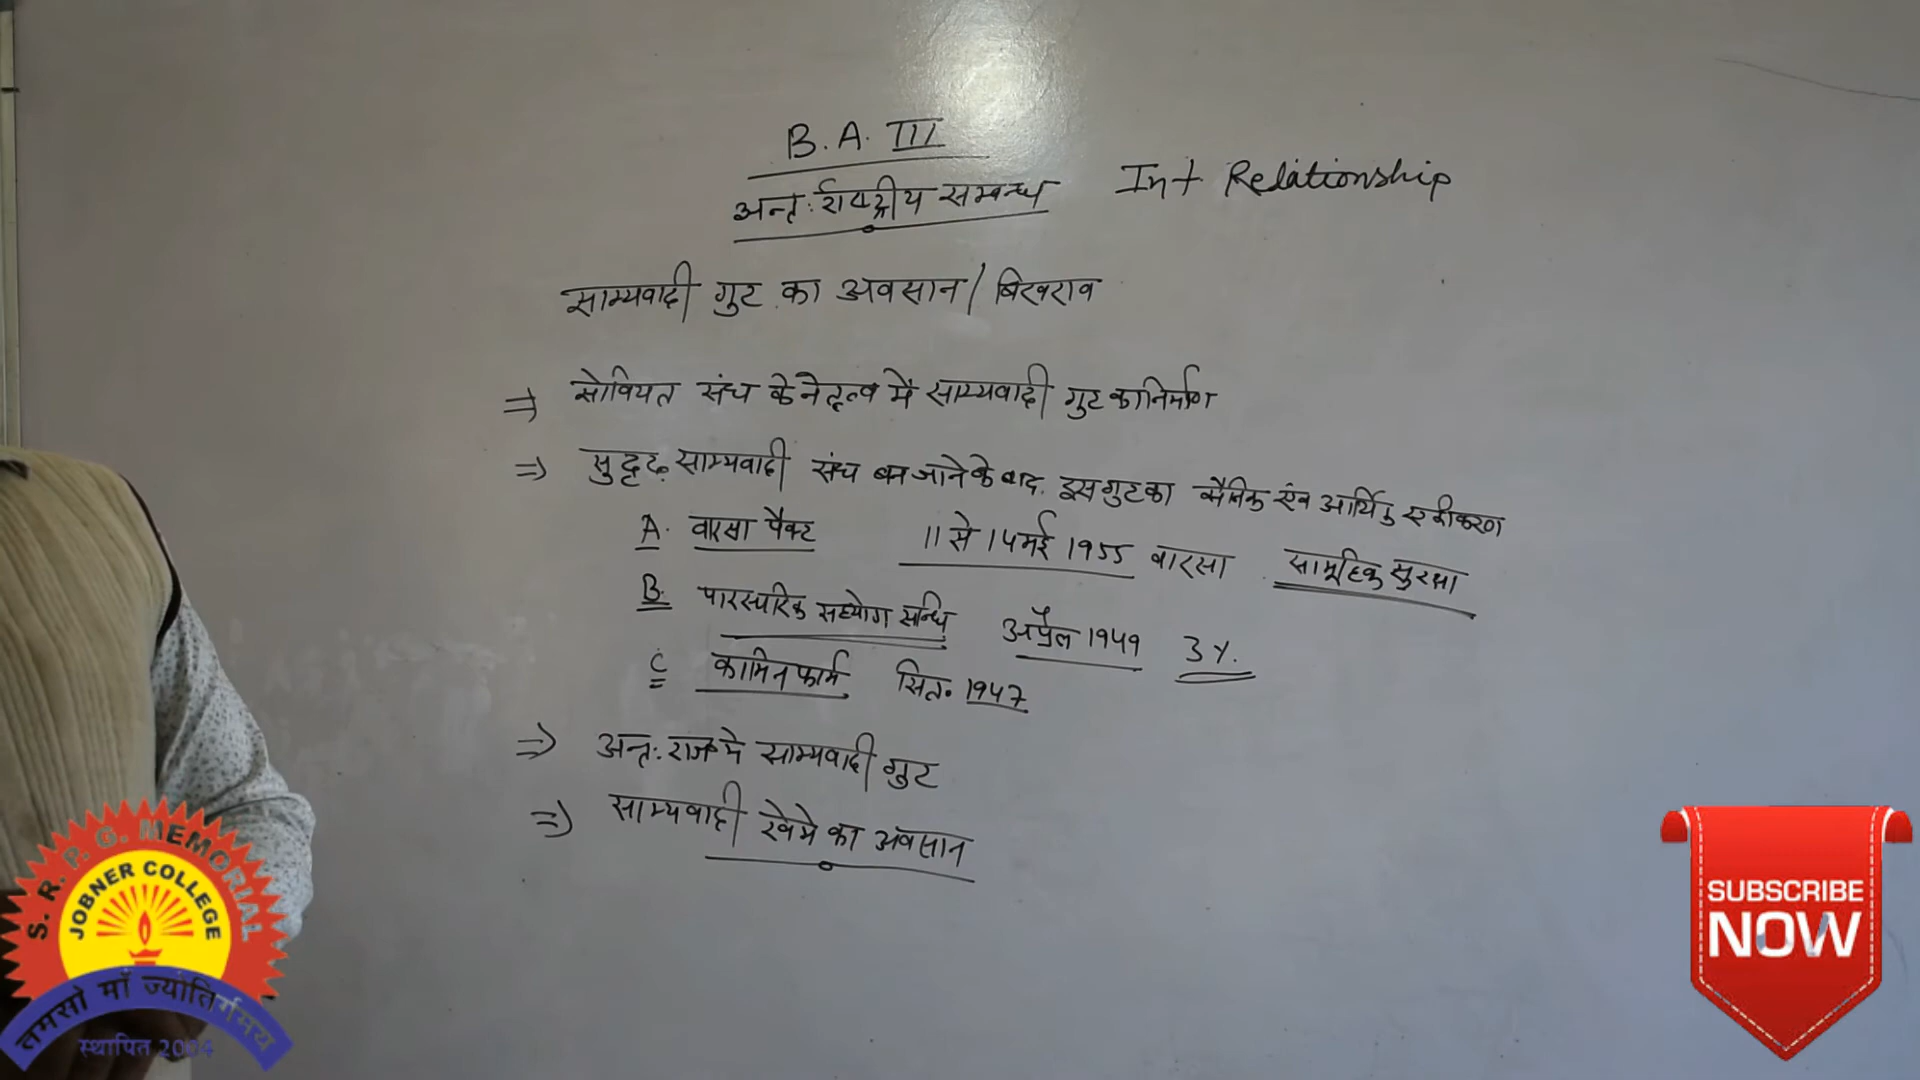 B. A. III
अन्तः राष्ट्रीय सम्बन्ध Int Relationship
साम्यवादी गुट का अवसान / बिखराव
⇒ सोवियत संघ के नेतृत्व में साम्यवादी गुट का निर्माण
⇒ सुदृढ़ साम्यवादी संघ बन जाने के बाद इस गुट का सैनिक एंव आर्थिक एकीकरण
A. वारसा पैक्ट 11 से 14 मई 1955 वारसा सामूहिक सुरक्षा
B. पारस्परिक सहयोग सन्धि अप्रैल 1949 3 %.
C कामिनफार्म सित. 1947
⇒ अन्तः राज मे साम्यवादी गुट
⇒ साम्यवादी खेमे का अवसान
S. R. P. G. MEMORIAL
JOBNER COLLEGE
तमसो माँ ज्योतिर्गमय
स्थापित 2004
SUBSCRIBE
NOW